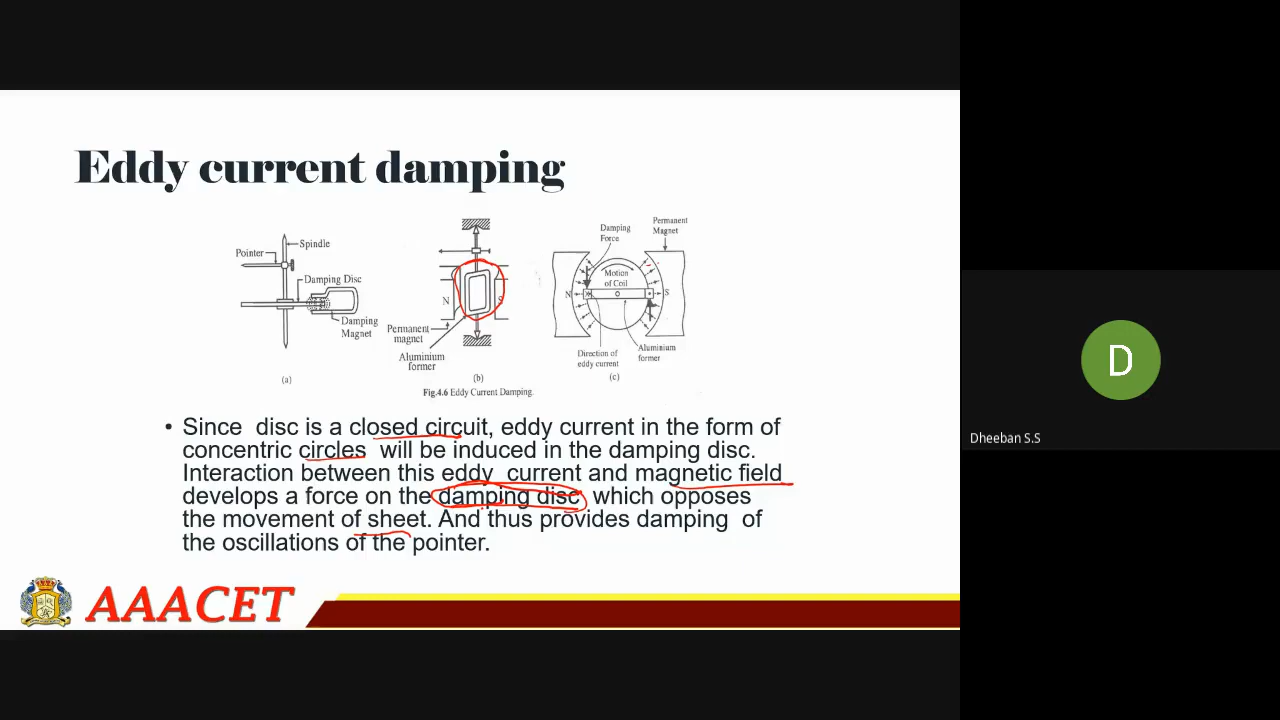 Eddy current damping
Spindle
Pointer
Damping Disc
Damping
Magnet
(a)
N
S
Permanent
magnet
Aluminium
former
(b)
Damping
Force
Permanent
Magnet
Motion
of Coil
N
S
Direction of
eddy current
Aluminium
former
(c)
Fig.4.6 Eddy Current Damping.
• Since disc is a closed circuit, eddy current in the form of
concentric circles will be induced in the damping disc.
Interaction between this eddy current and magnetic field
develops a force on the damping disc which opposes
the movement of sheet. And thus provides damping of
the oscillations of the pointer.
AAACET
D
Dheeban S.S